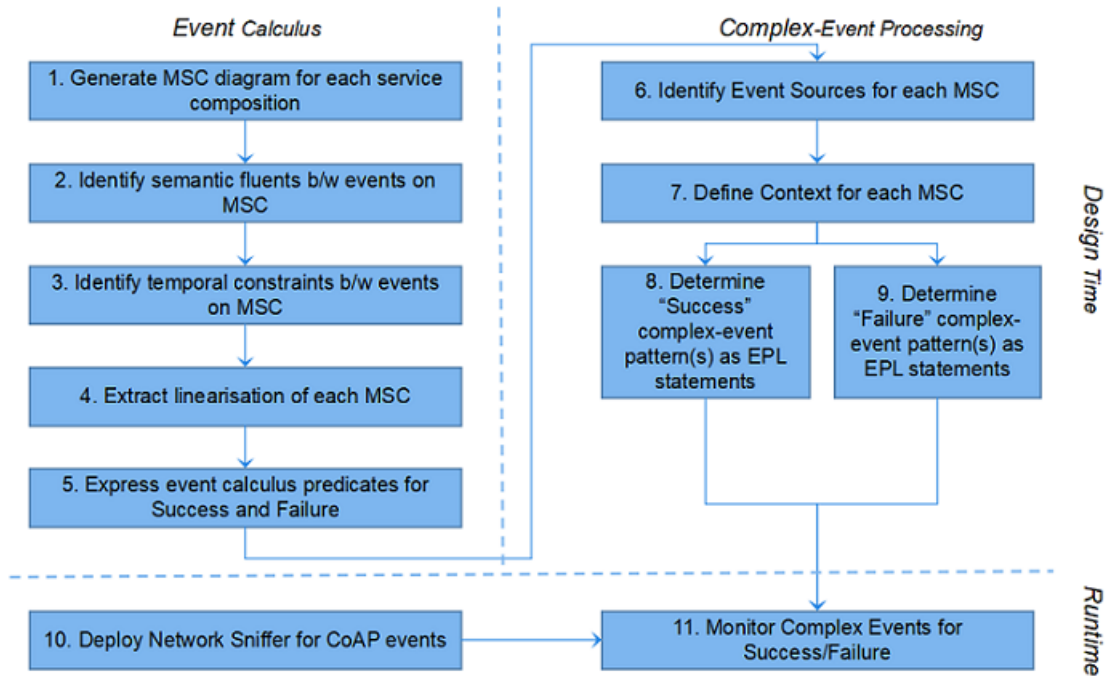 Event Calculus
1. Generate MSC diagram for each service
composition
2. Identify semantic fluents b/w events on
MSC
3. Identify temporal constraints b/w events
on MSC
4. Extract linearisation of each MSC
5. Express event calculus predicates for
Success and Failure
Complex-Event Processing
6. Identify Event Sources for each MSC
7. Define Context for each MSC
8. Determine
“Success”
complex-event
pattern(s) as EPL
statements
9. Determine
“Failure” complex-
event pattern(s) as
EPL statements
Design Time
10. Deploy Network Sniffer for CoAP events
11. Monitor Complex Events for
Success/Failure
Runtime